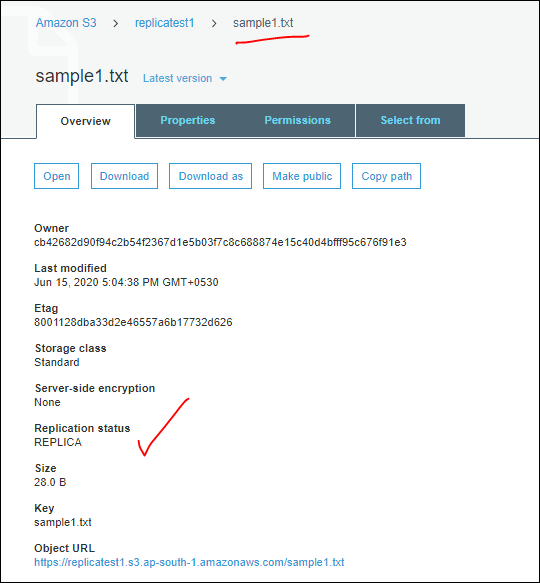 Amazon S3 > replicatest1 > sample1.txt
sample1.txt Latest version
Overview Properties Permissions Select from
Open Download Download as Make public Copy path
Owner
cb42682d90f94c2b54f2367d1e5b03f7c8c688874e15c40d4bfff95c676f91e3
Last modified
Jun 15, 2020 5:04:38 PM GMT+0530
Etag
8001128dba33d2e46557a6b17732d626
Storage class
Standard
Server-side encryption
None
Replication status
REPLICA
Size
28.0 B
Key
sample1.txt
Object URL
https://replicatest1.s3.ap-south-1.amazonaws.com/sample1.txt